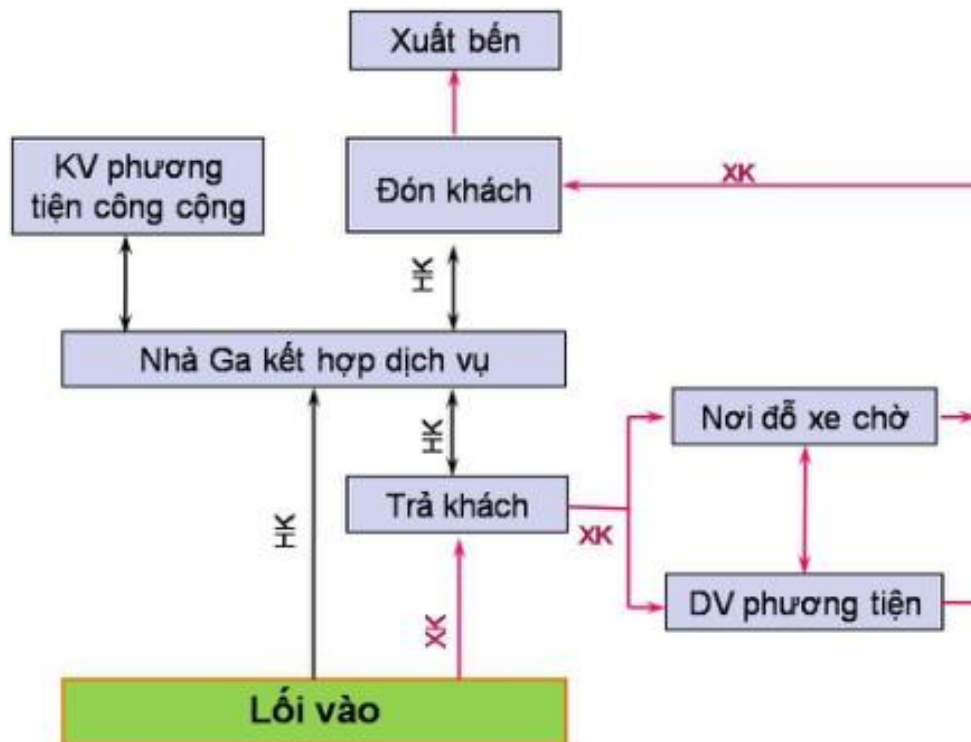 Xuất bến
KV phương
tiện công cộng
Đón khách
XK
HK
Nhà Ga kết hợp dịch vụ
HK
HK
Nơi đỗ xe chờ
Trả khách
XK
DV phương tiện
XK
Lối vào